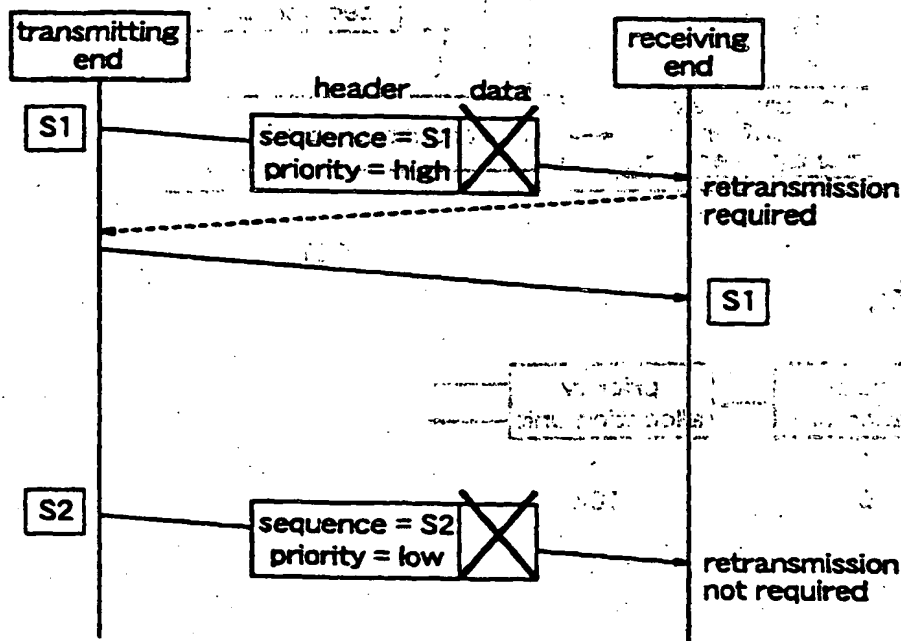 transmitting
end
receiving
end
header
data
S1
sequence = S1
priority = high
retransmission
required
S1
S2
sequence = S2
priority = low
retransmission
not required